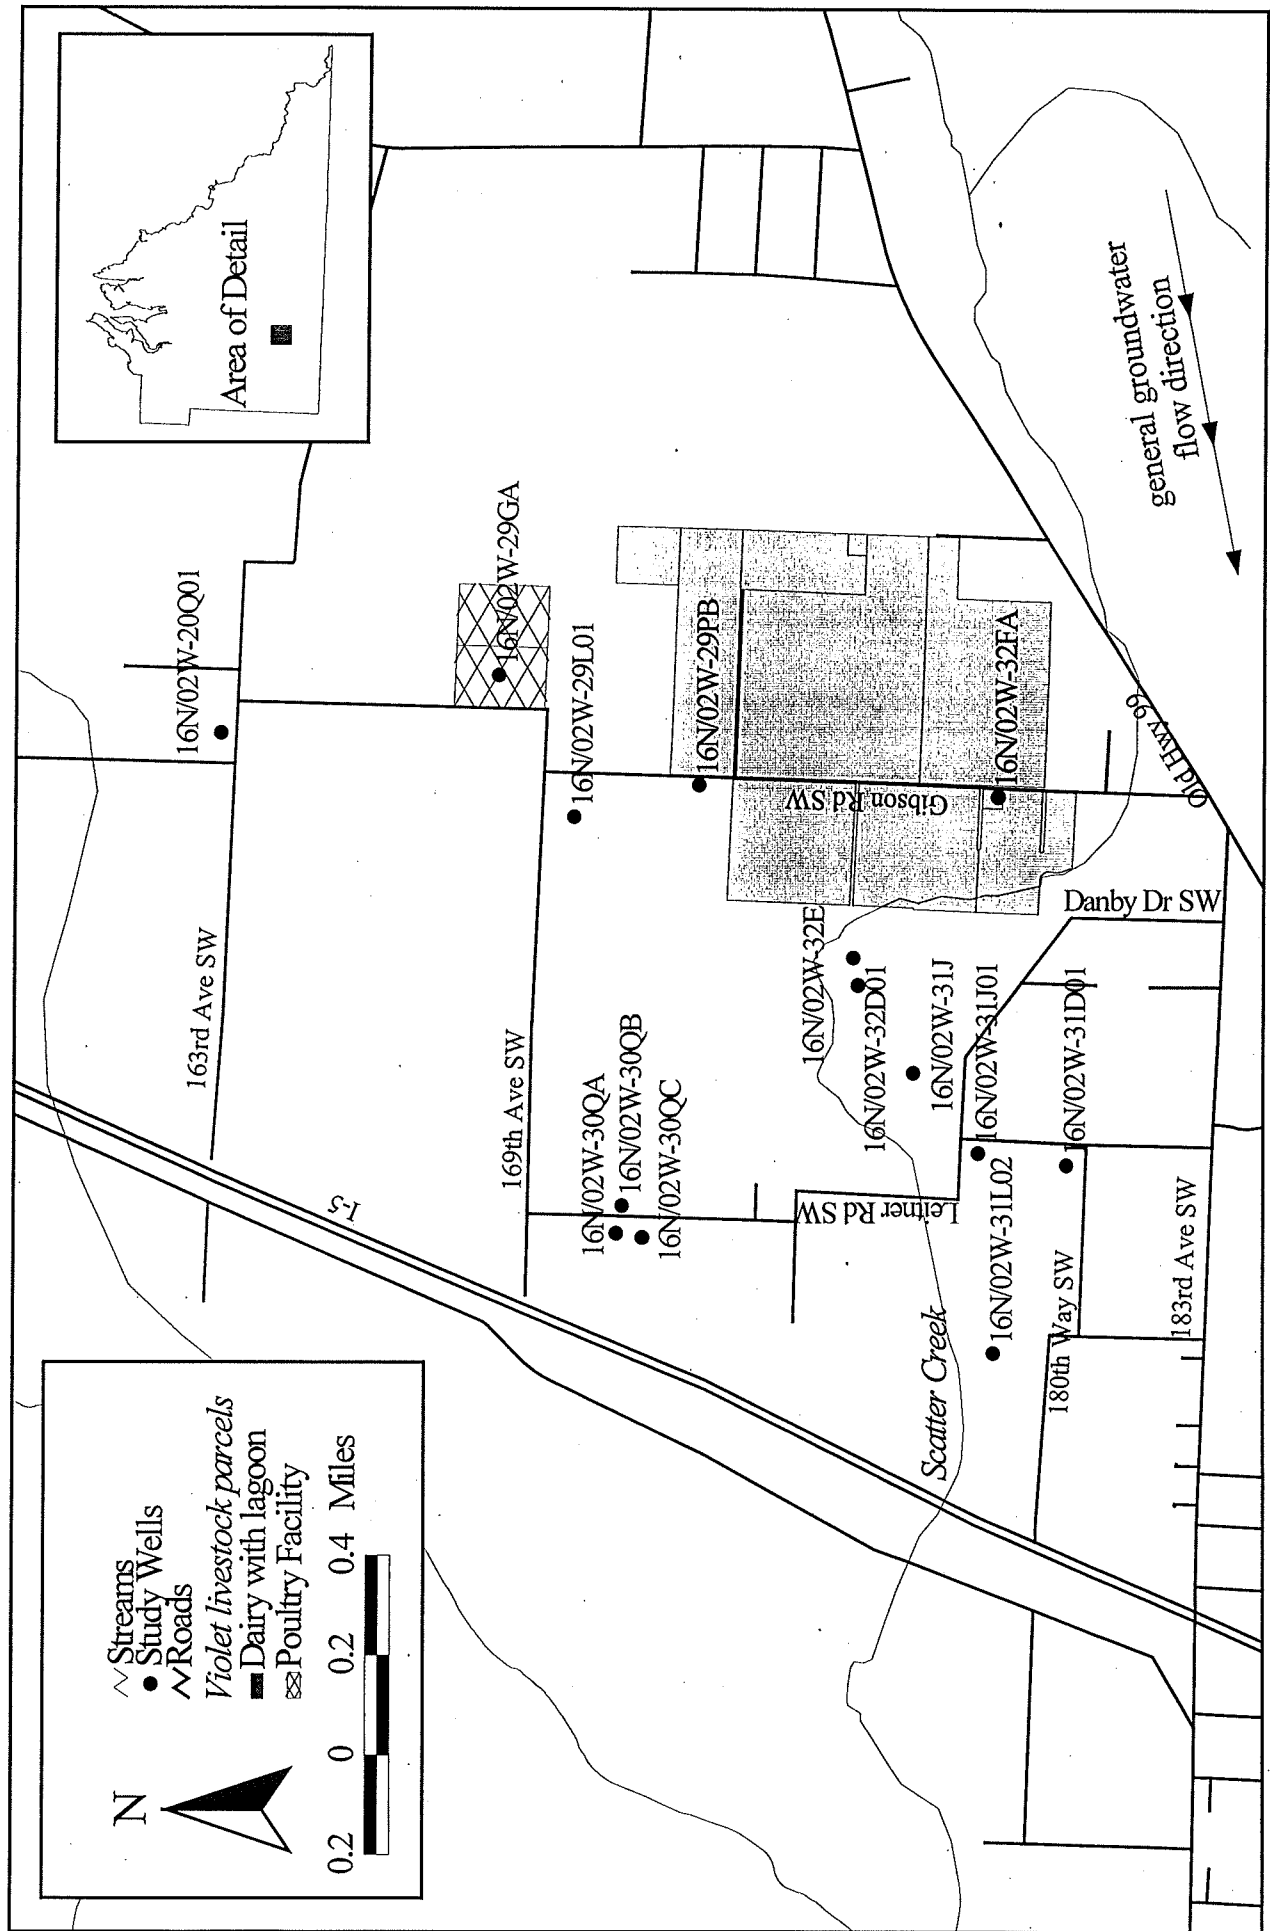 N
Streams
Study Wells
Roads
Violet livestock parcels
Dairy with lagoon
Poultry Facility
0.2 0 0.2 0.4 Miles
Area of Detail
I-5
163rd Ave SW
16N/02W-20Q01
169th Ave SW
16N/02W-29GA
16N/02W-29L01
16N/02W-30QA
16N/02W-30QB
16N/02W-30QC
16N/02W-29PB
Gibson Rd SW
Leitner Rd SW
16N/02W-32E
16N/02W-32D01
16N/02W-31J
16N/02W-32FA
Scatter Creek
16N/02W-31L02
16N/02W-31J01
16N/02W-31D01
Danby Dr SW
180th Way SW
183rd Ave SW
Old Hwy 99
general groundwater
flow direction